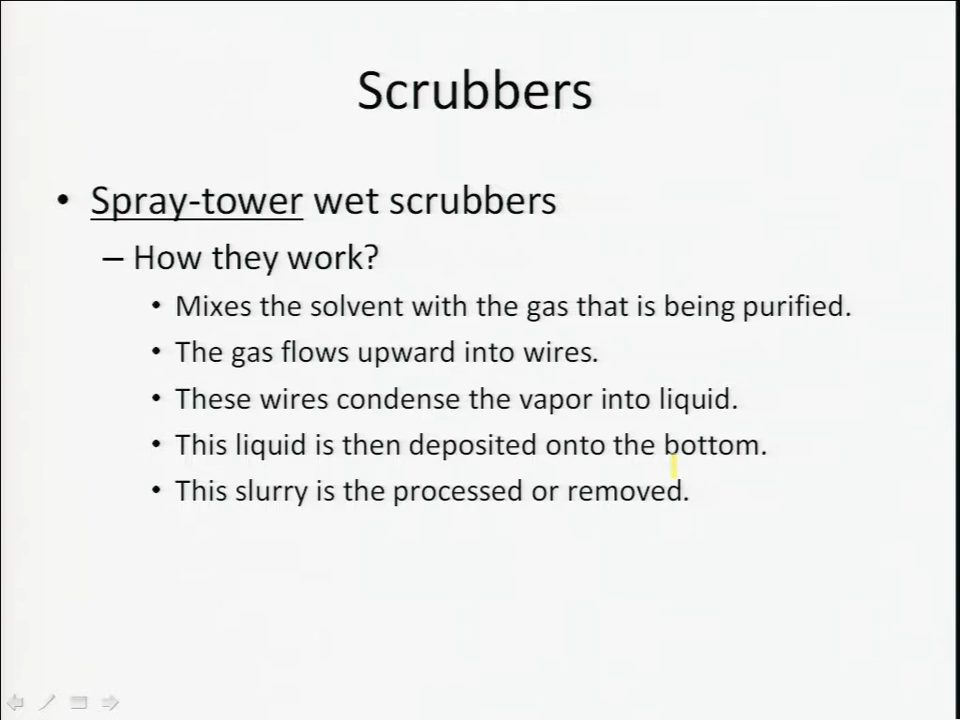 Scrubbers
• Spray-tower wet scrubbers
– How they work?
• Mixes the solvent with the gas that is being purified.
• The gas flows upward into wires.
• These wires condense the vapor into liquid.
• This liquid is then deposited onto the bottom.
• This slurry is the processed or removed.